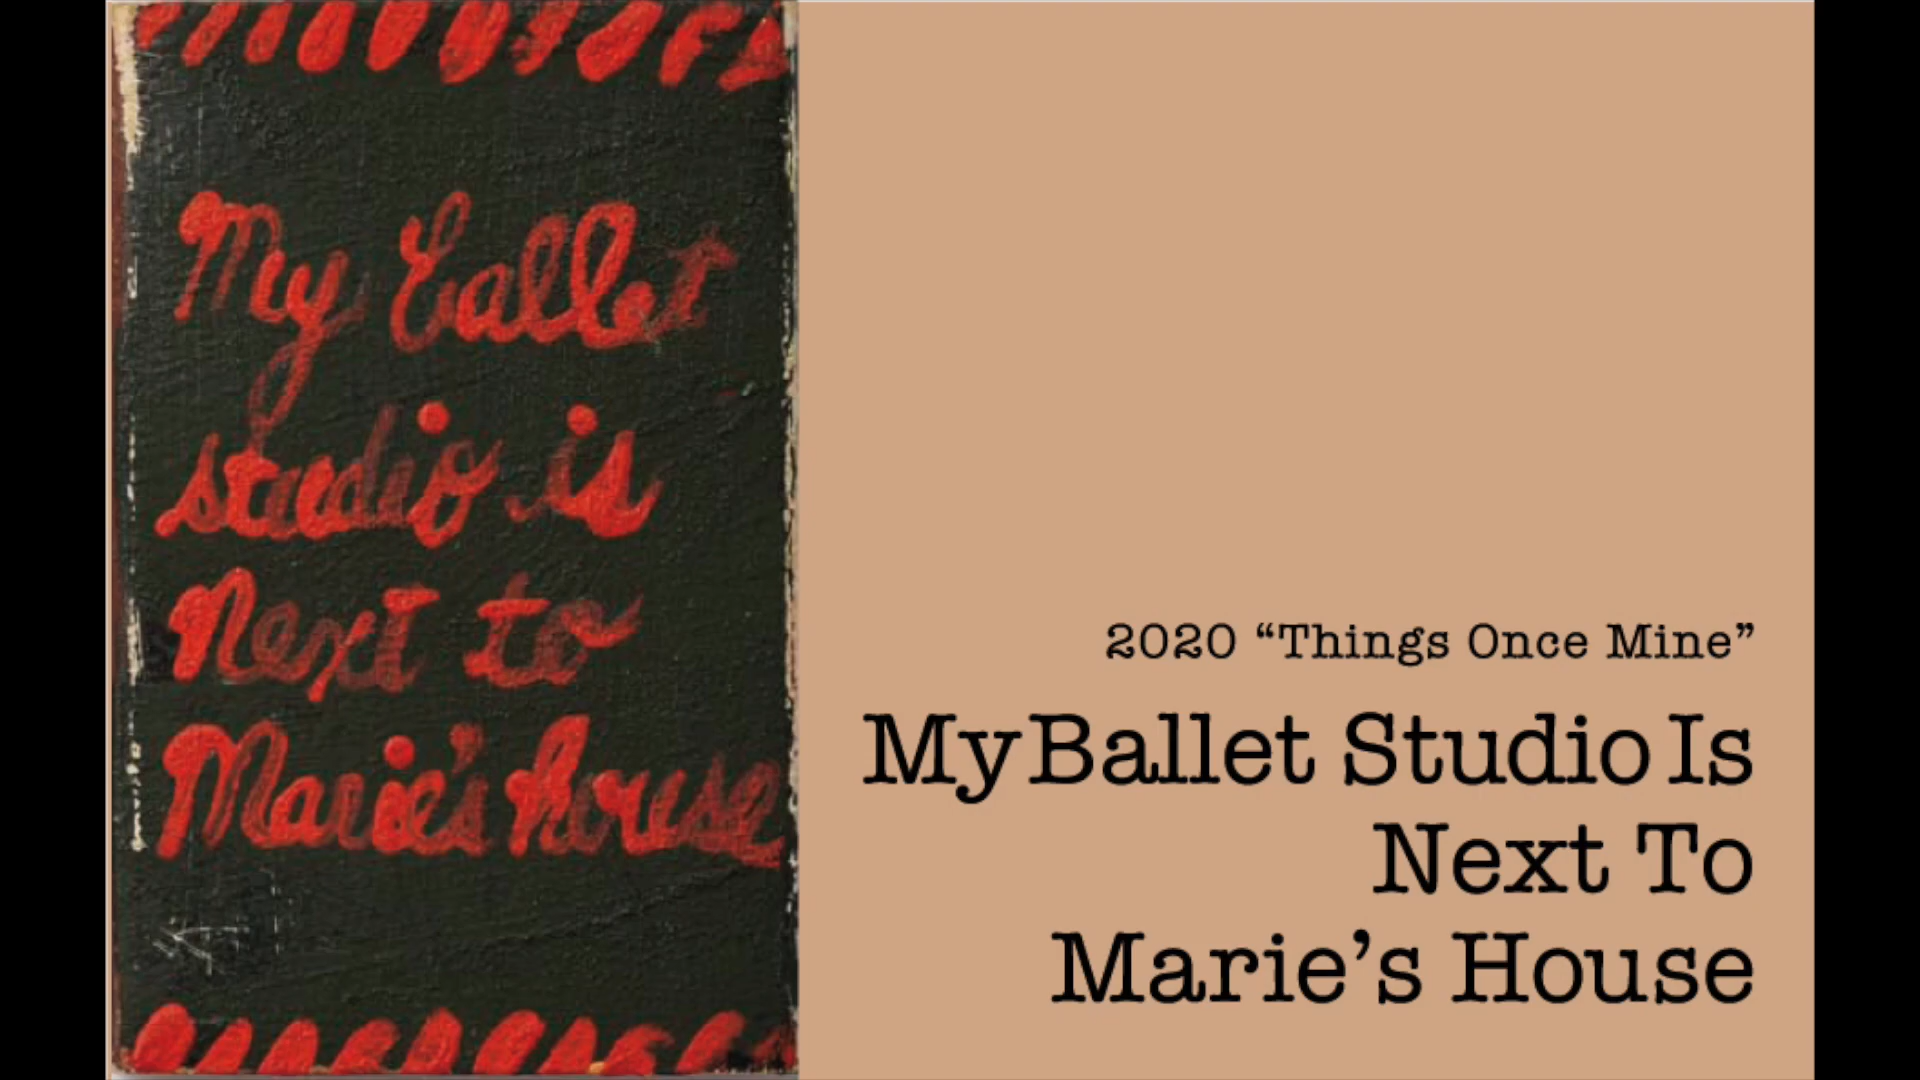 My ballet
studio is
Next to
Marie's house
2020 “Things Once Mine”
My Ballet Studio Is
Next To
Marie’s House